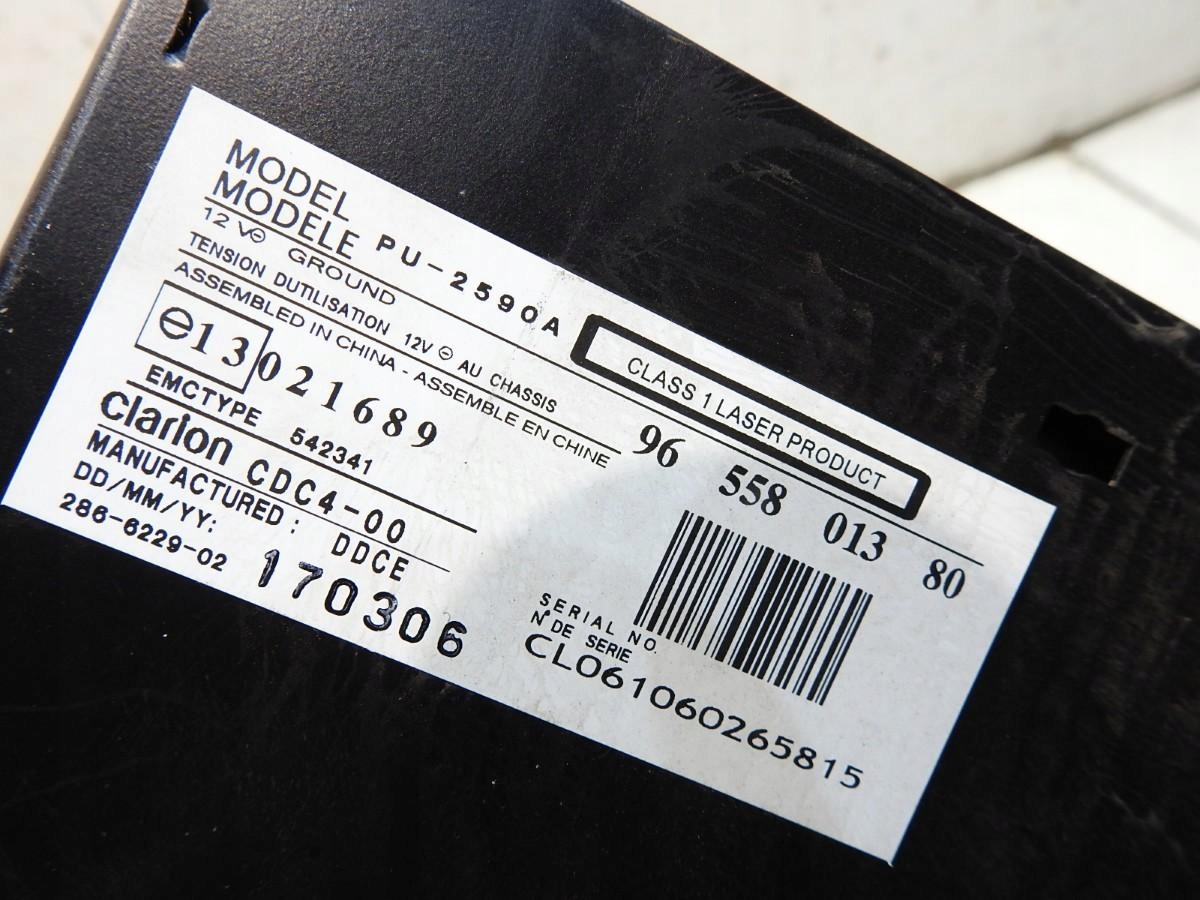 MODEL
MODELE PU-2590A
12 V⊖ GROUND
TENSION DUTILISATION 12V ⊖ AU CHASSIS
ASSEMBLED IN CHINA - ASSEMBLE EN CHINE
CLASS 1 LASER PRODUCT
96 558 013 80
⊖13 021689
EMCTYPE 542341
Clarion CDC4-00
MANUFACTURED: DDCE
DD/MM/YY:
286-6229-02 170306
SERIAL NO.
N° DE SERIE
CL061060265815